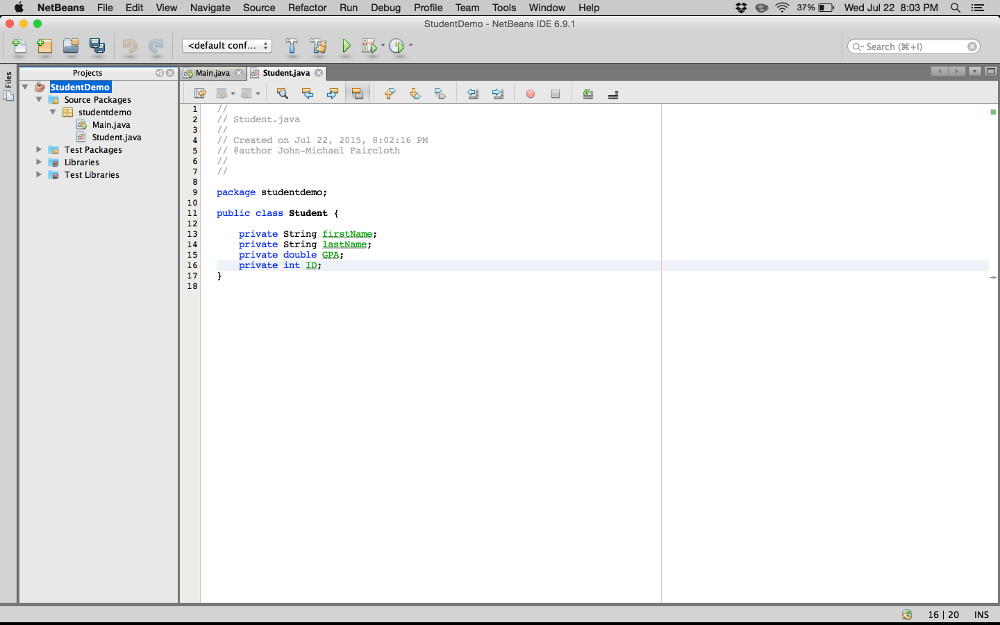 NetBeans File Edit View Navigate Source Refactor Run Debug Profile Team Tools Window Help 37% Wed Jul 22 8:03 PM
StudentDemo - NetBeans IDE 6.9.1
<default conf... Search (⌘+I)
Files
Projects
Main.java Student.java
StudentDemo
Source Packages
studentdemo
Main.java
Student.java
Test Packages
Libraries
Test Libraries
1 //
2 // Student.java
3 //
4 // Created on Jul 22, 2015, 8:02:16 PM
5 // @author John-Michael Faircloth
6 //
7 //
8
9 package studentdemo;
10
11 public class Student {
12
13 private String firstName;
14 private String lastName;
15 private double GPA;
16 private int ID;
17 }
18
16 | 20 INS